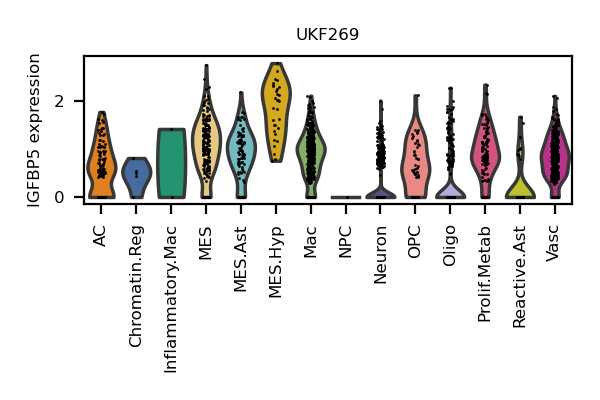 UKF269
IGFBP5 expression
2
0
AC
Chromatin.Reg
Inflammatory.Mac
MES
MES.Ast
MES.Hyp
Mac
NPC
Neuron
OPC
Oligo
Prolif.Metab
Reactive.Ast
Vasc